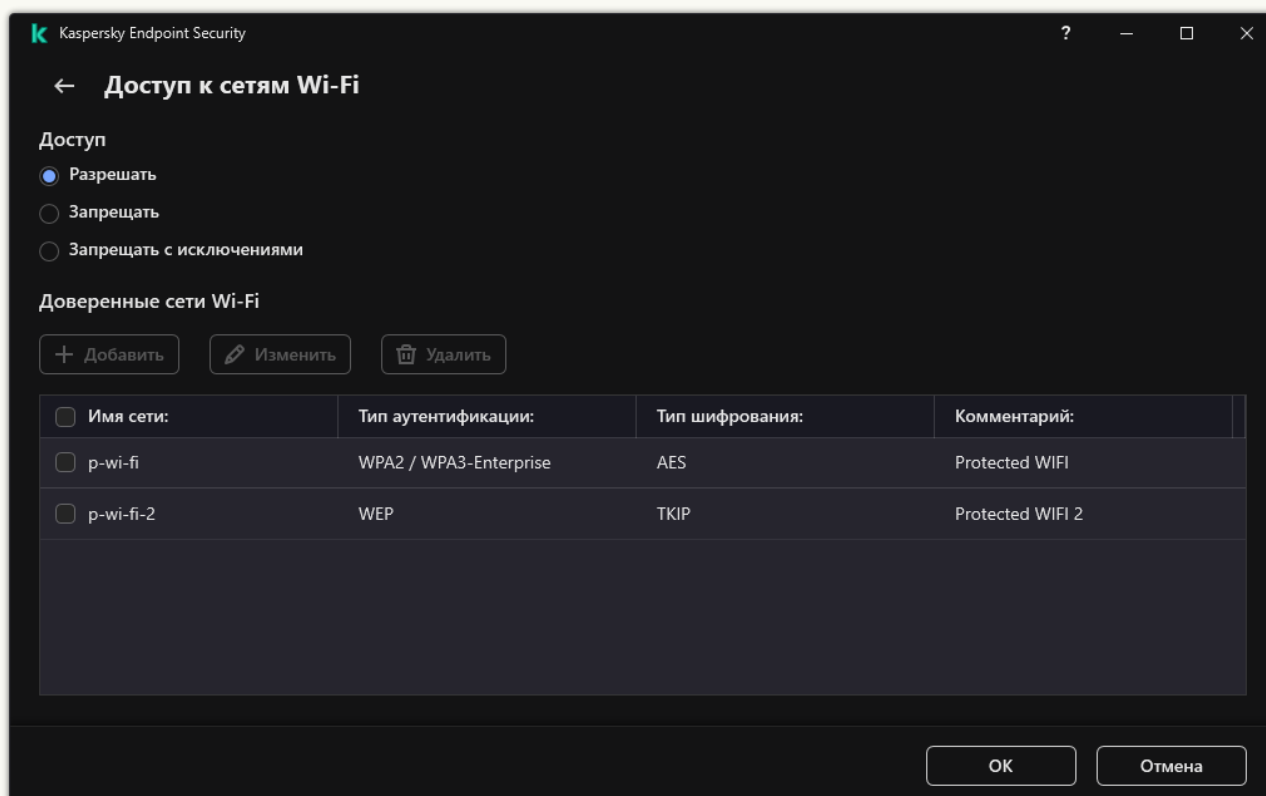 Kaspersky Endpoint Security ?
Доступ к сетям Wi-Fi
Доступ
Разрешать
Запрещать
Запрещать с исключениями
Доверенные сети Wi-Fi
Добавить Изменить Удалить
Имя сети: Тип аутентификации: Тип шифрования: Комментарий:
p-wi-fi WPA2 / WPA3-Enterprise AES Protected WIFI
p-wi-fi-2 WEP TKIP Protected WIFI 2
ОК Отмена